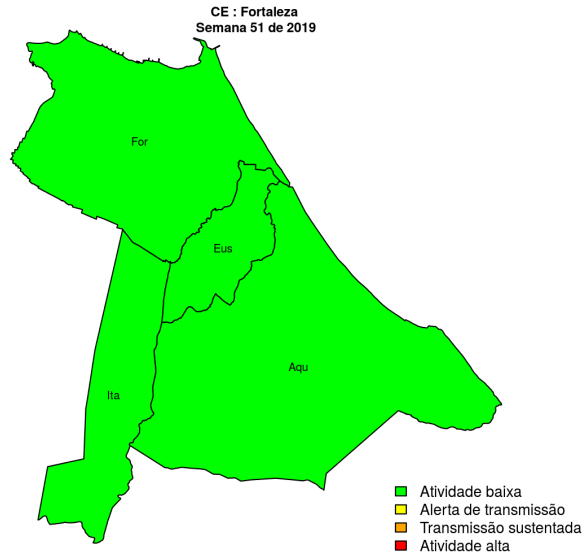 CE : Fortaleza
Semana 51 de 2019
For
Eus
Aqu
Ita
Atividade baixa
Alerta de transmissão
Transmissão sustentada
Atividade alta